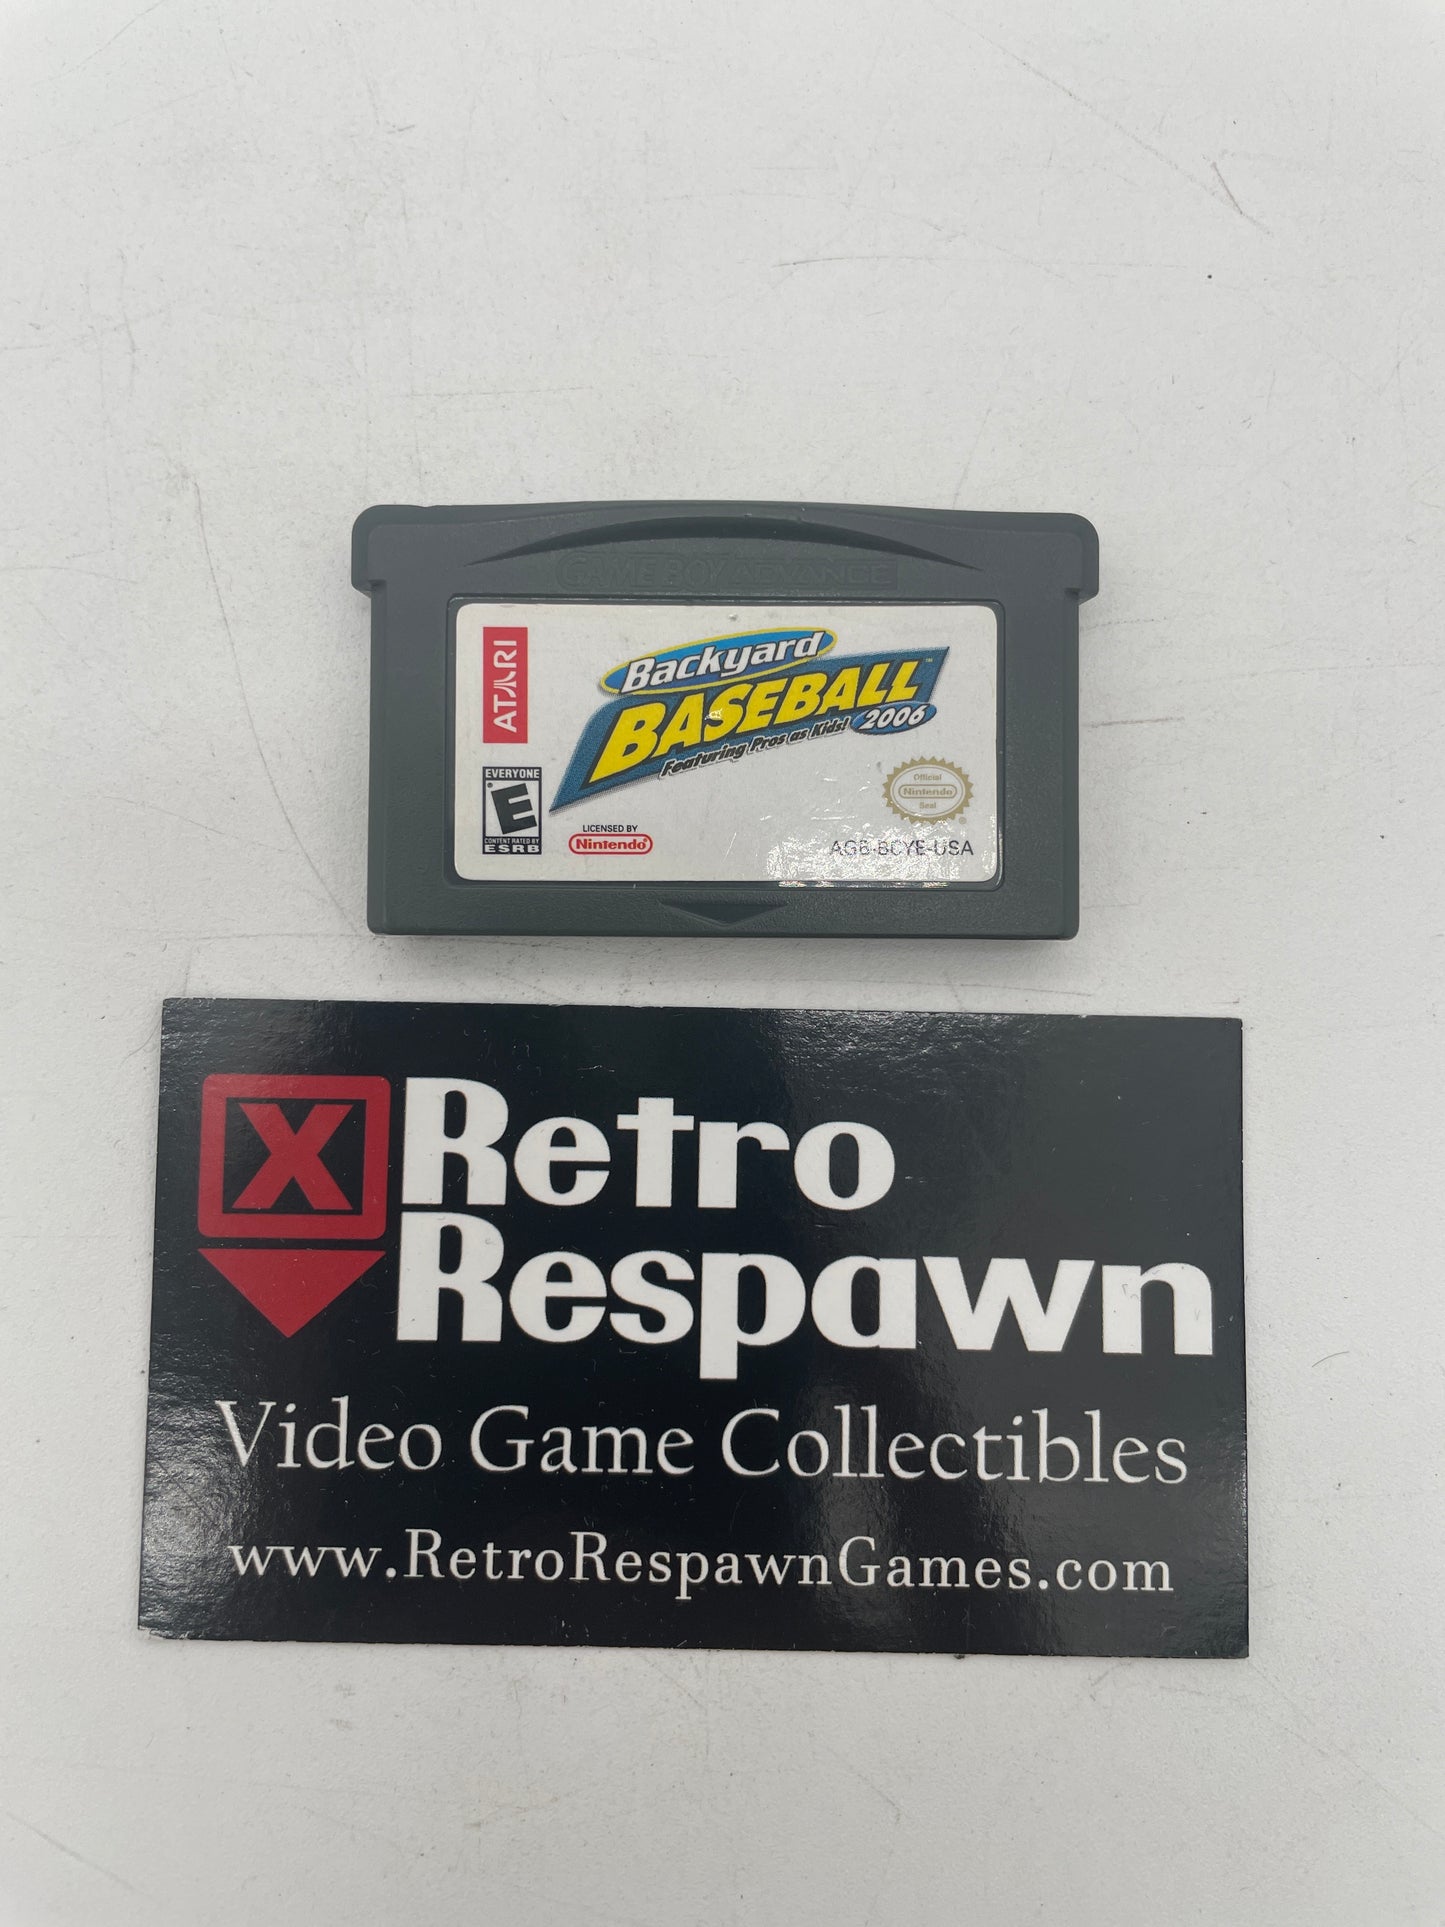 GAME BOY ADVANCE
ATARI
Backyard
BASEBALL™
2006
Featuring Pros as Kids!
EVERYONE
E
CONTENT RATED BY
ESRB
LICENSED BY
Nintendo®
Official
Nintendo
Seal
AGB-BCYE-USA
X
Retro
Respawn
Video Game Collectibles
www.RetroRespawnGames.com